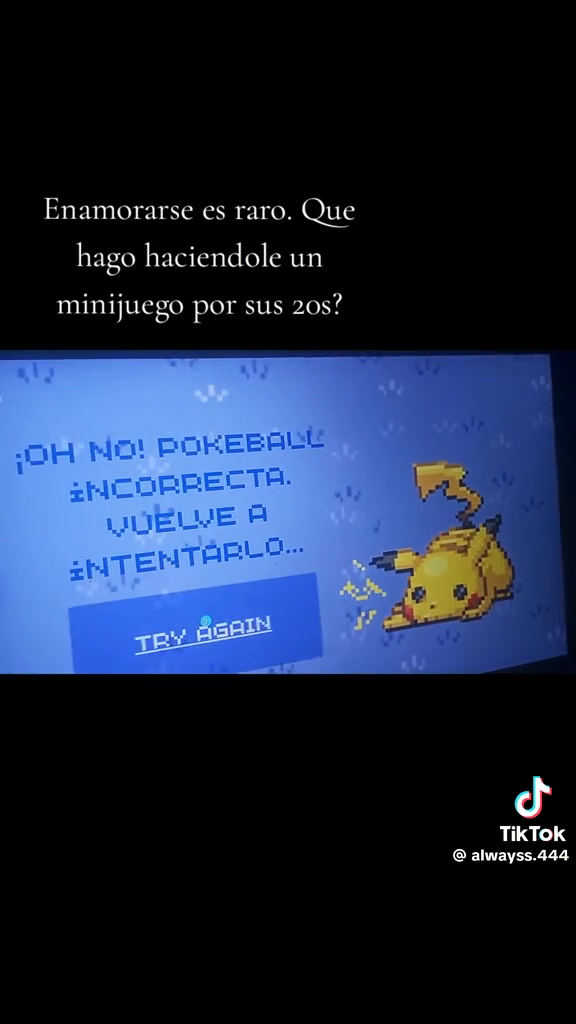 Enamorarse es raro. Que
hago haciendole un
minijuego por sus 20s?
¡OH NO! POKEBALL
INCORRECTA.
VUELVE A
INTENTARLO...
TRY AGAIN
TikTok
@ alwayss.444